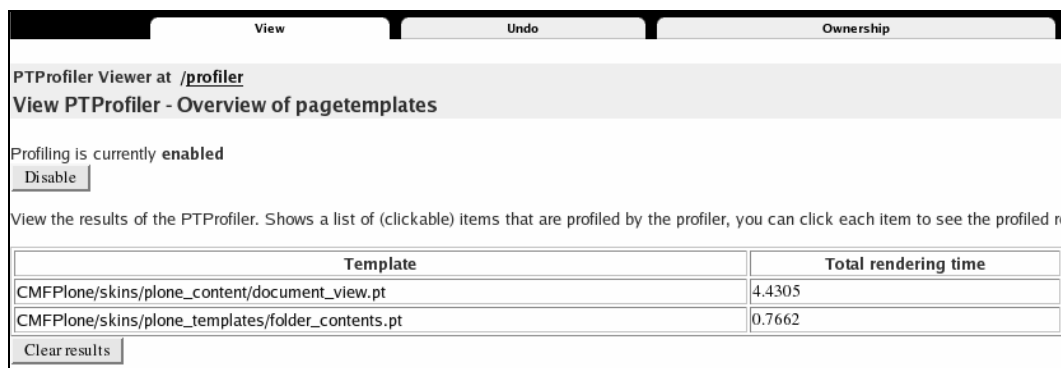 View Undo Ownership
PTProfiler Viewer at /profiler
View PTProfiler - Overview of pagetemplates
Profiling is currently enabled
Disable
View the results of the PTProfiler. Shows a list of (clickable) items that are profiled by the profiler, you can click each item to see the profiled
Template Total rendering time
CMFPlone/skins/plone_content/document_view.pt 4.4305
CMFPlone/skins/plone_templates/folder_contents.pt 0.7662
Clear results